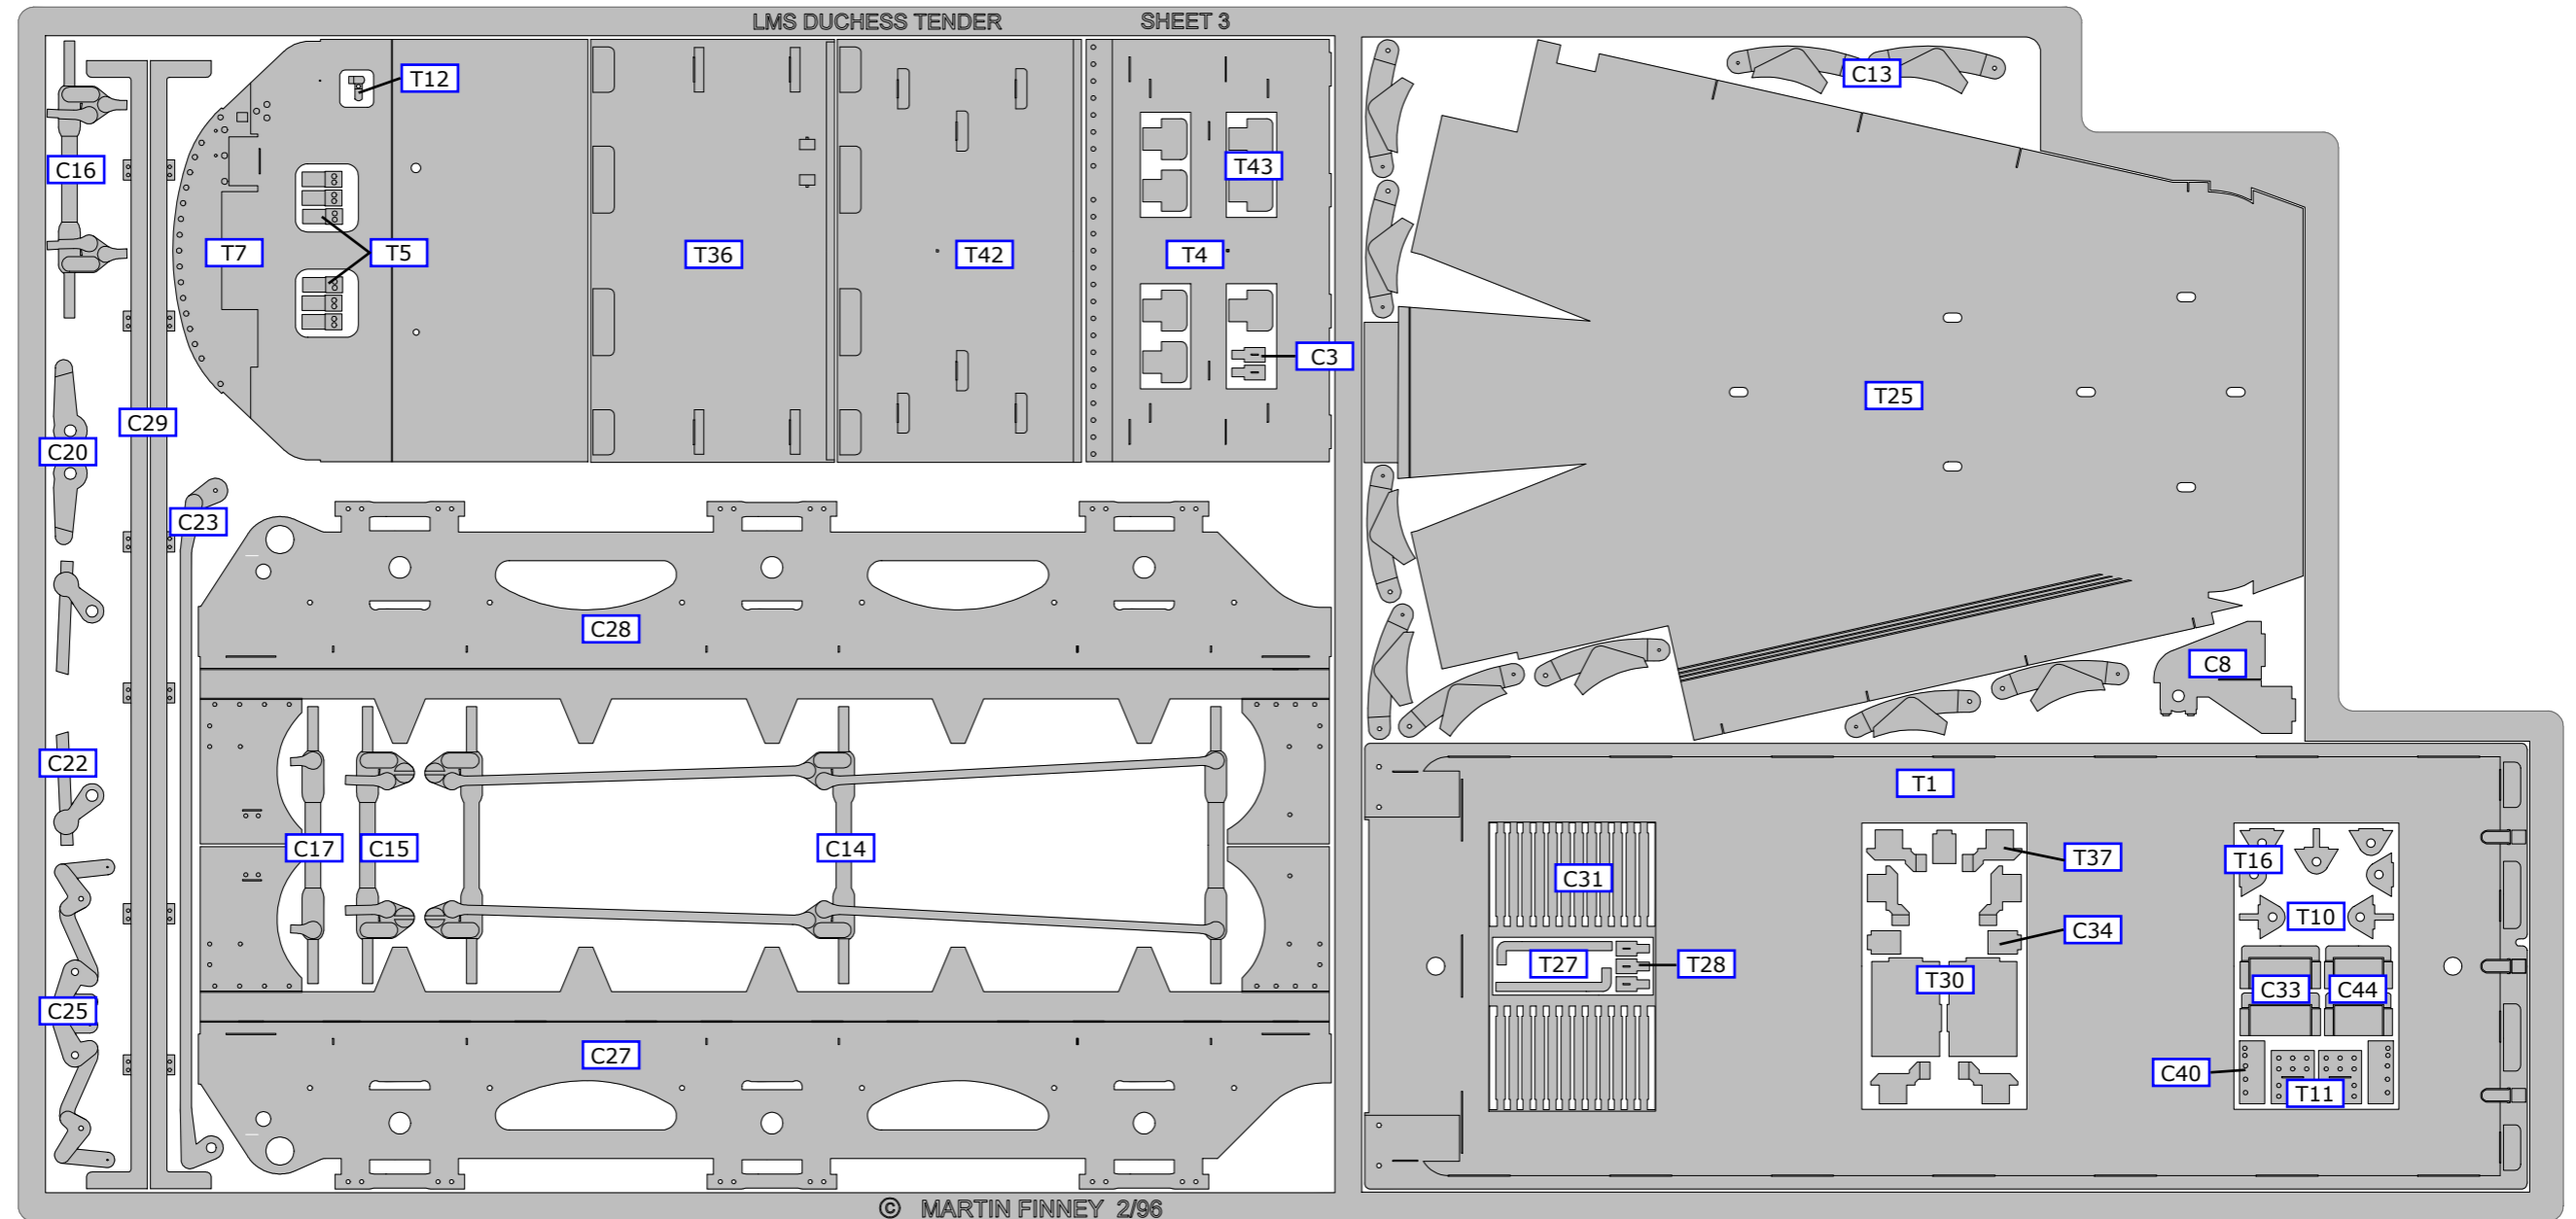 LMS DUCHESS TENDER SHEET 3
C13
T12
C16
T43
T7
T5
T36
T42
T4
C3
T25
C29
C20
C23
C28
C8
C22
T1
C17
C15
C14
C31
T37
T16
T10
C34
T27
T28
T30
C33
C44
C25
C27
C40
T11
© MARTIN FINNEY 2/96